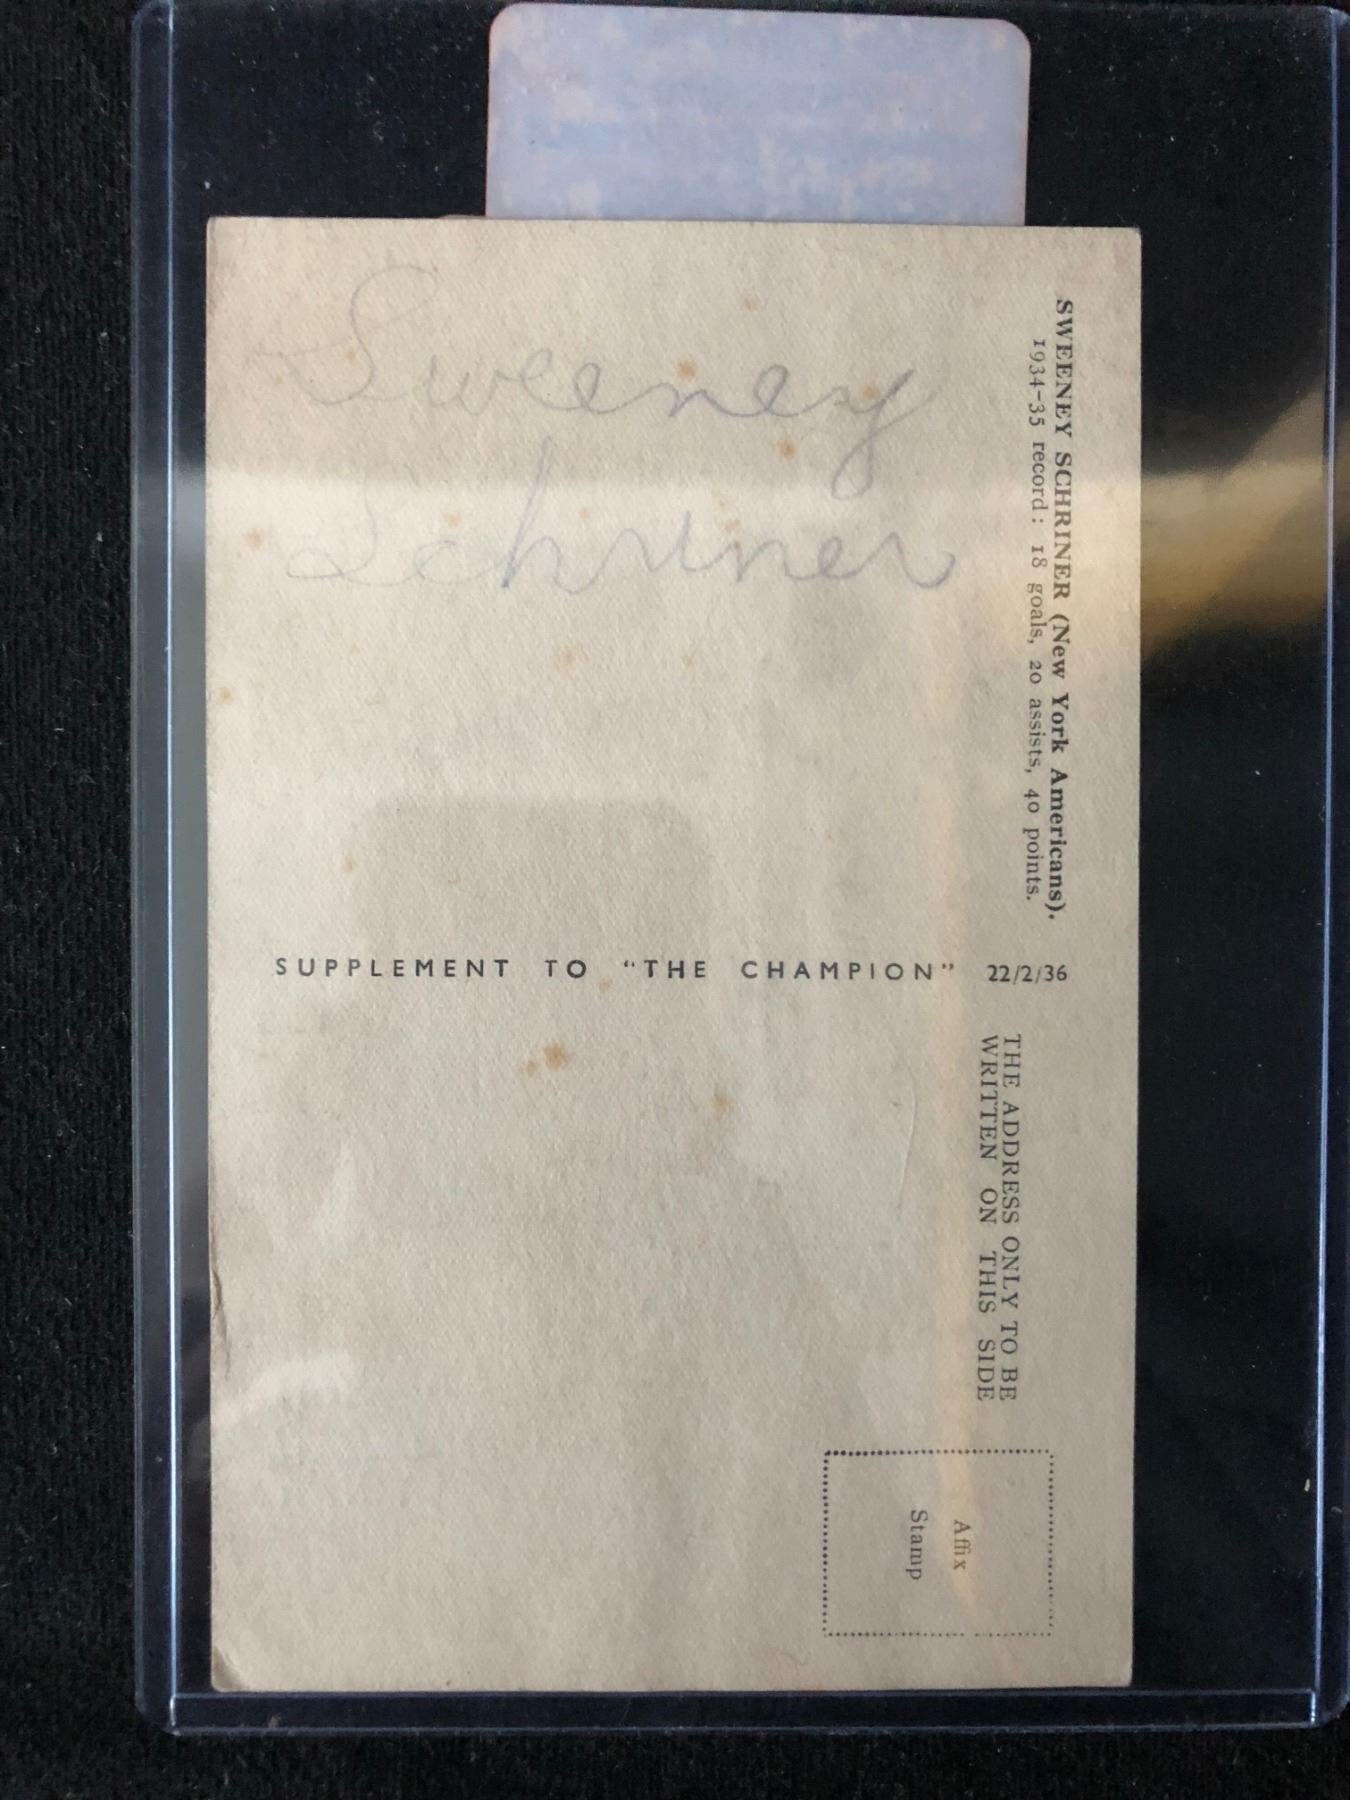 Sweeney
Schriner
SWEENEY SCHRINER (New York Americans).
1934-35 record: 18 goals, 20 assists, 40 points.
SUPPLEMENT TO "THE CHAMPION" 22/2/36
THE ADDRESS ONLY TO BE
WRITTEN ON THIS SIDE
Affix
Stamp